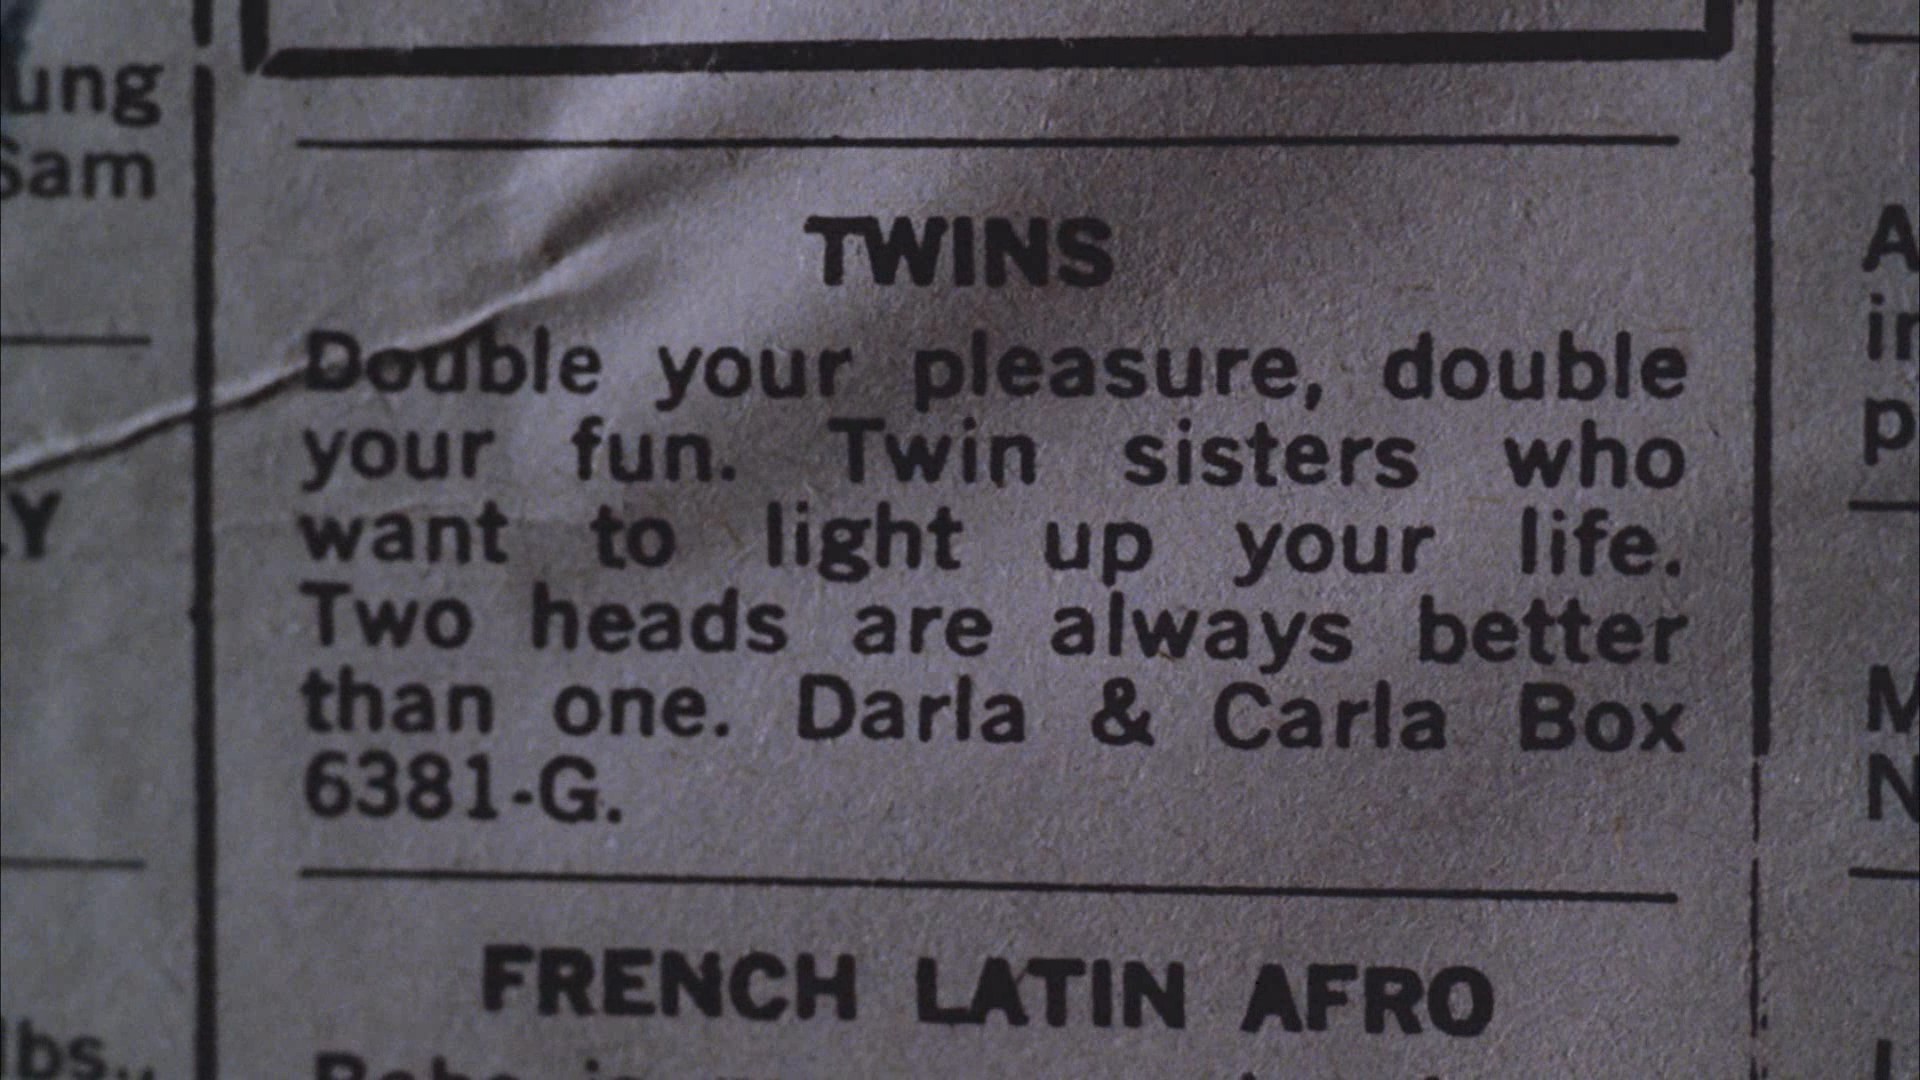 ung
Sam
TWINS
Double your pleasure, double
your fun. Twin sisters who
want to light up your life.
Two heads are always better
than one. Darla & Carla Box
6381-G.
FRENCH LATIN AFRO
lbs.,